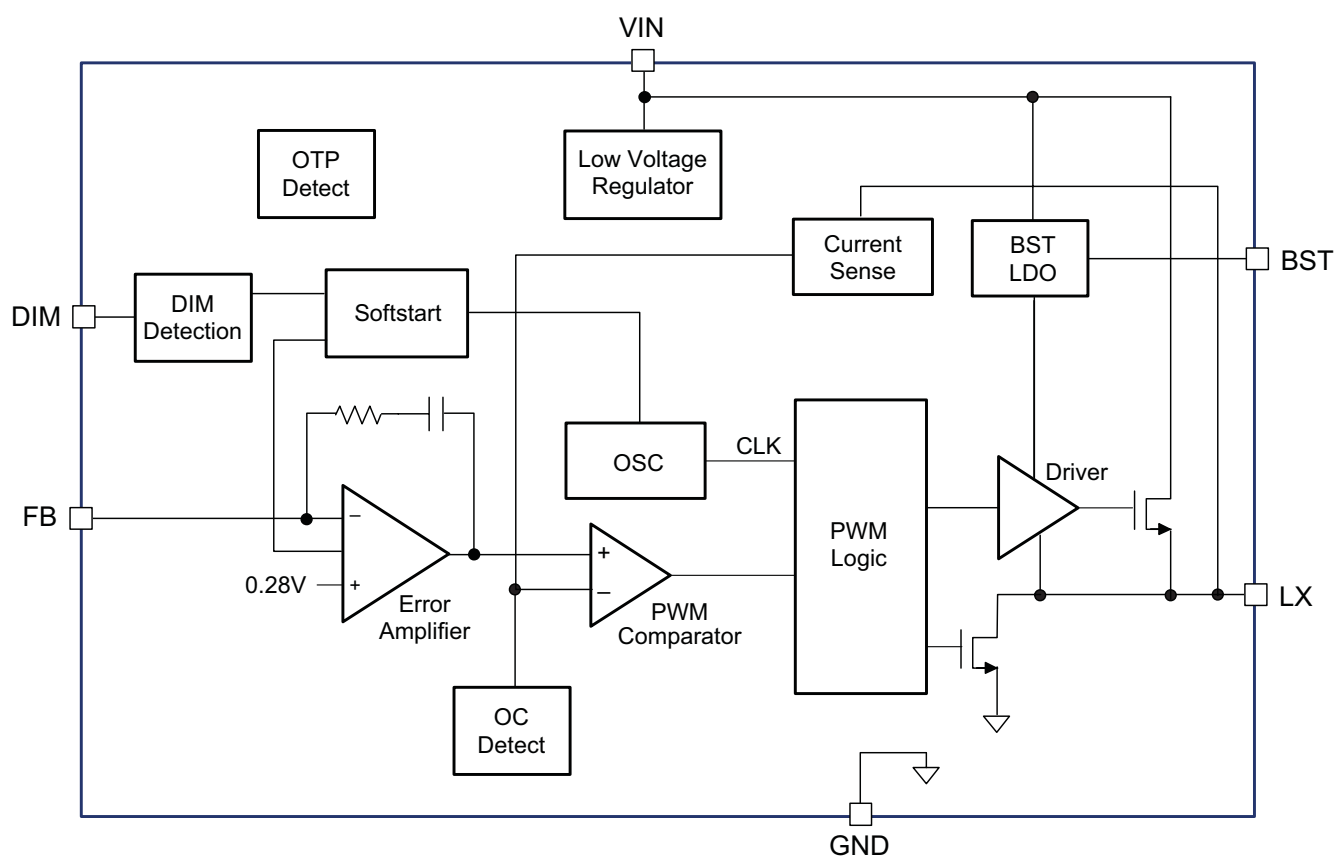 VIN
OTP
Detect
Low Voltage
Regulator
Current
Sense
BST
LDO
BST
DIM
DIM
Detection
Softstart
OSC
CLK
Driver
FB
−
+
0.28V
Error
Amplifier
+
−
PWM
Comparator
PWM
Logic
LX
OC
Detect
GND